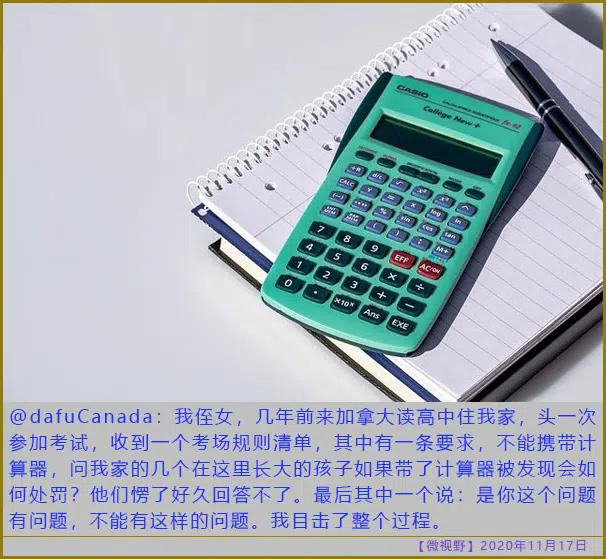 CASIO
Collège New+ fx-92
÷R d/c √
CALC
log ln
% sin cos tan
( ) M+
7 8 9 EFF AC/ON
4 5 6 × ÷
1 2 3 + −
0 • ×10ˣ Ans EXE
@dafuCanada：我侄女，几年前来加拿大读高中住我家，头一次
参加考试，收到一个考场规则清单，其中有一条要求，不能携带计
算器，问我家的几个在这里长大的孩子如果带了计算器被发现会如
何处罚？他们愣了好久回答不了。最后其中一个说：是你这个问题
有问题，不能有这样的问题。我目击了整个过程。
【微视野】2020年11月17日